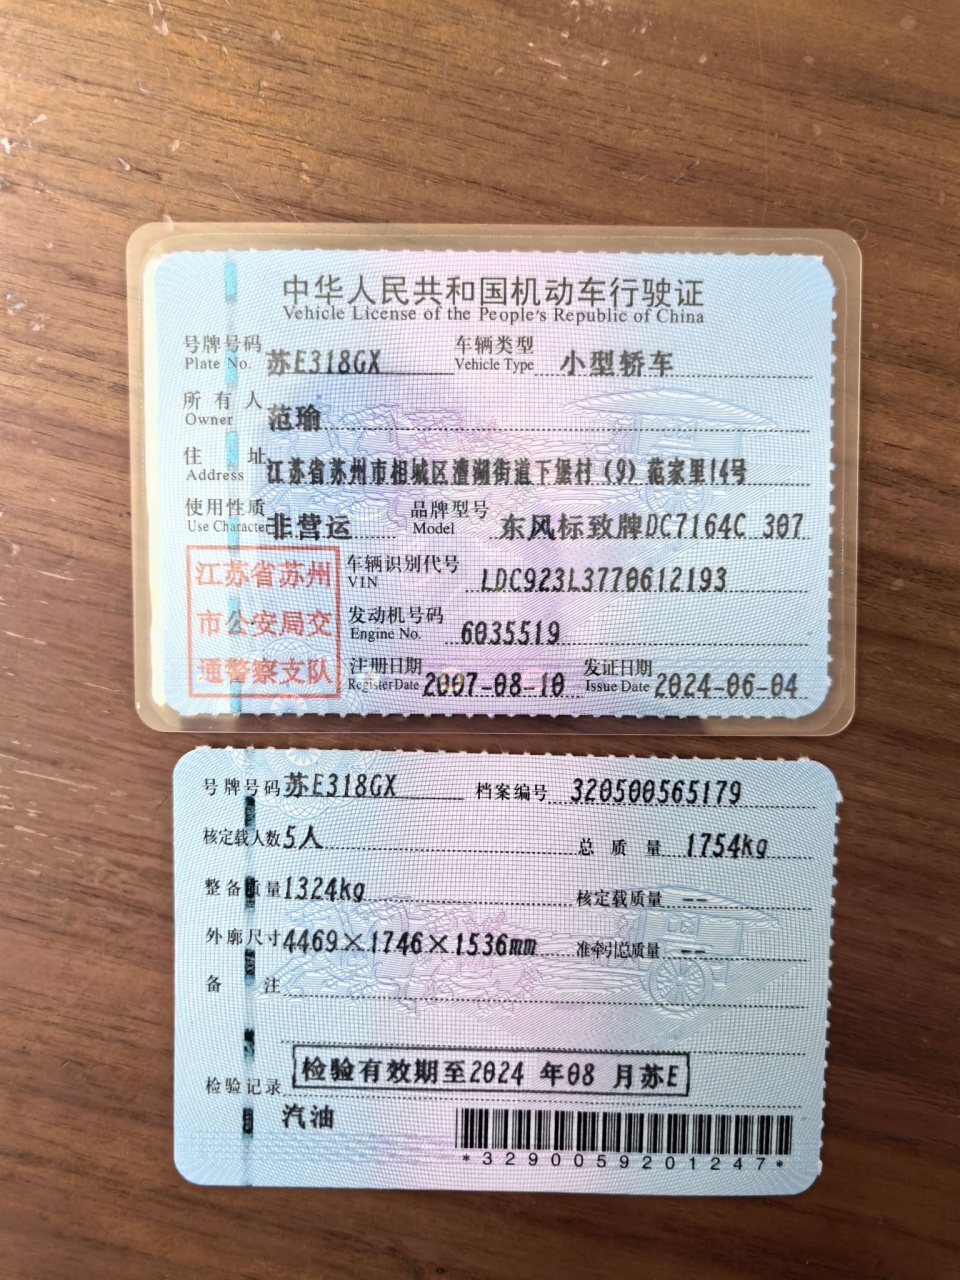 中华人民共和国机动车行驶证
Vehicle License of the People's Republic of China
号牌号码 苏E318GX 车辆类型 小型轿车
Plate No. Vehicle Type
所有人 范瑜
Owner
住址 江苏省苏州市相城区漕湖街道下堡村(9)范家里14号
Address
使用性质 非营运 品牌型号 东风标致牌DC7164C 307
Use Character Model
江苏省苏州
市公安局交
通警察支队
车辆识别代号 LDC923L3770612193
VIN
发动机号码 6035519
Engine No.
注册日期 2007-08-10 发证日期 2024-06-04
Register Date Issue Date
号牌号码 苏E318GX 档案编号 320500565179
核定载人数 5人 总质量 1754kg
整备质量 1324kg 核定载质量 --
外廓尺寸 4469×1746×1536mm 准牵引总质量 --
备注
检验记录 检验有效期至2024 年08 月苏E
汽油
*3290059201247*